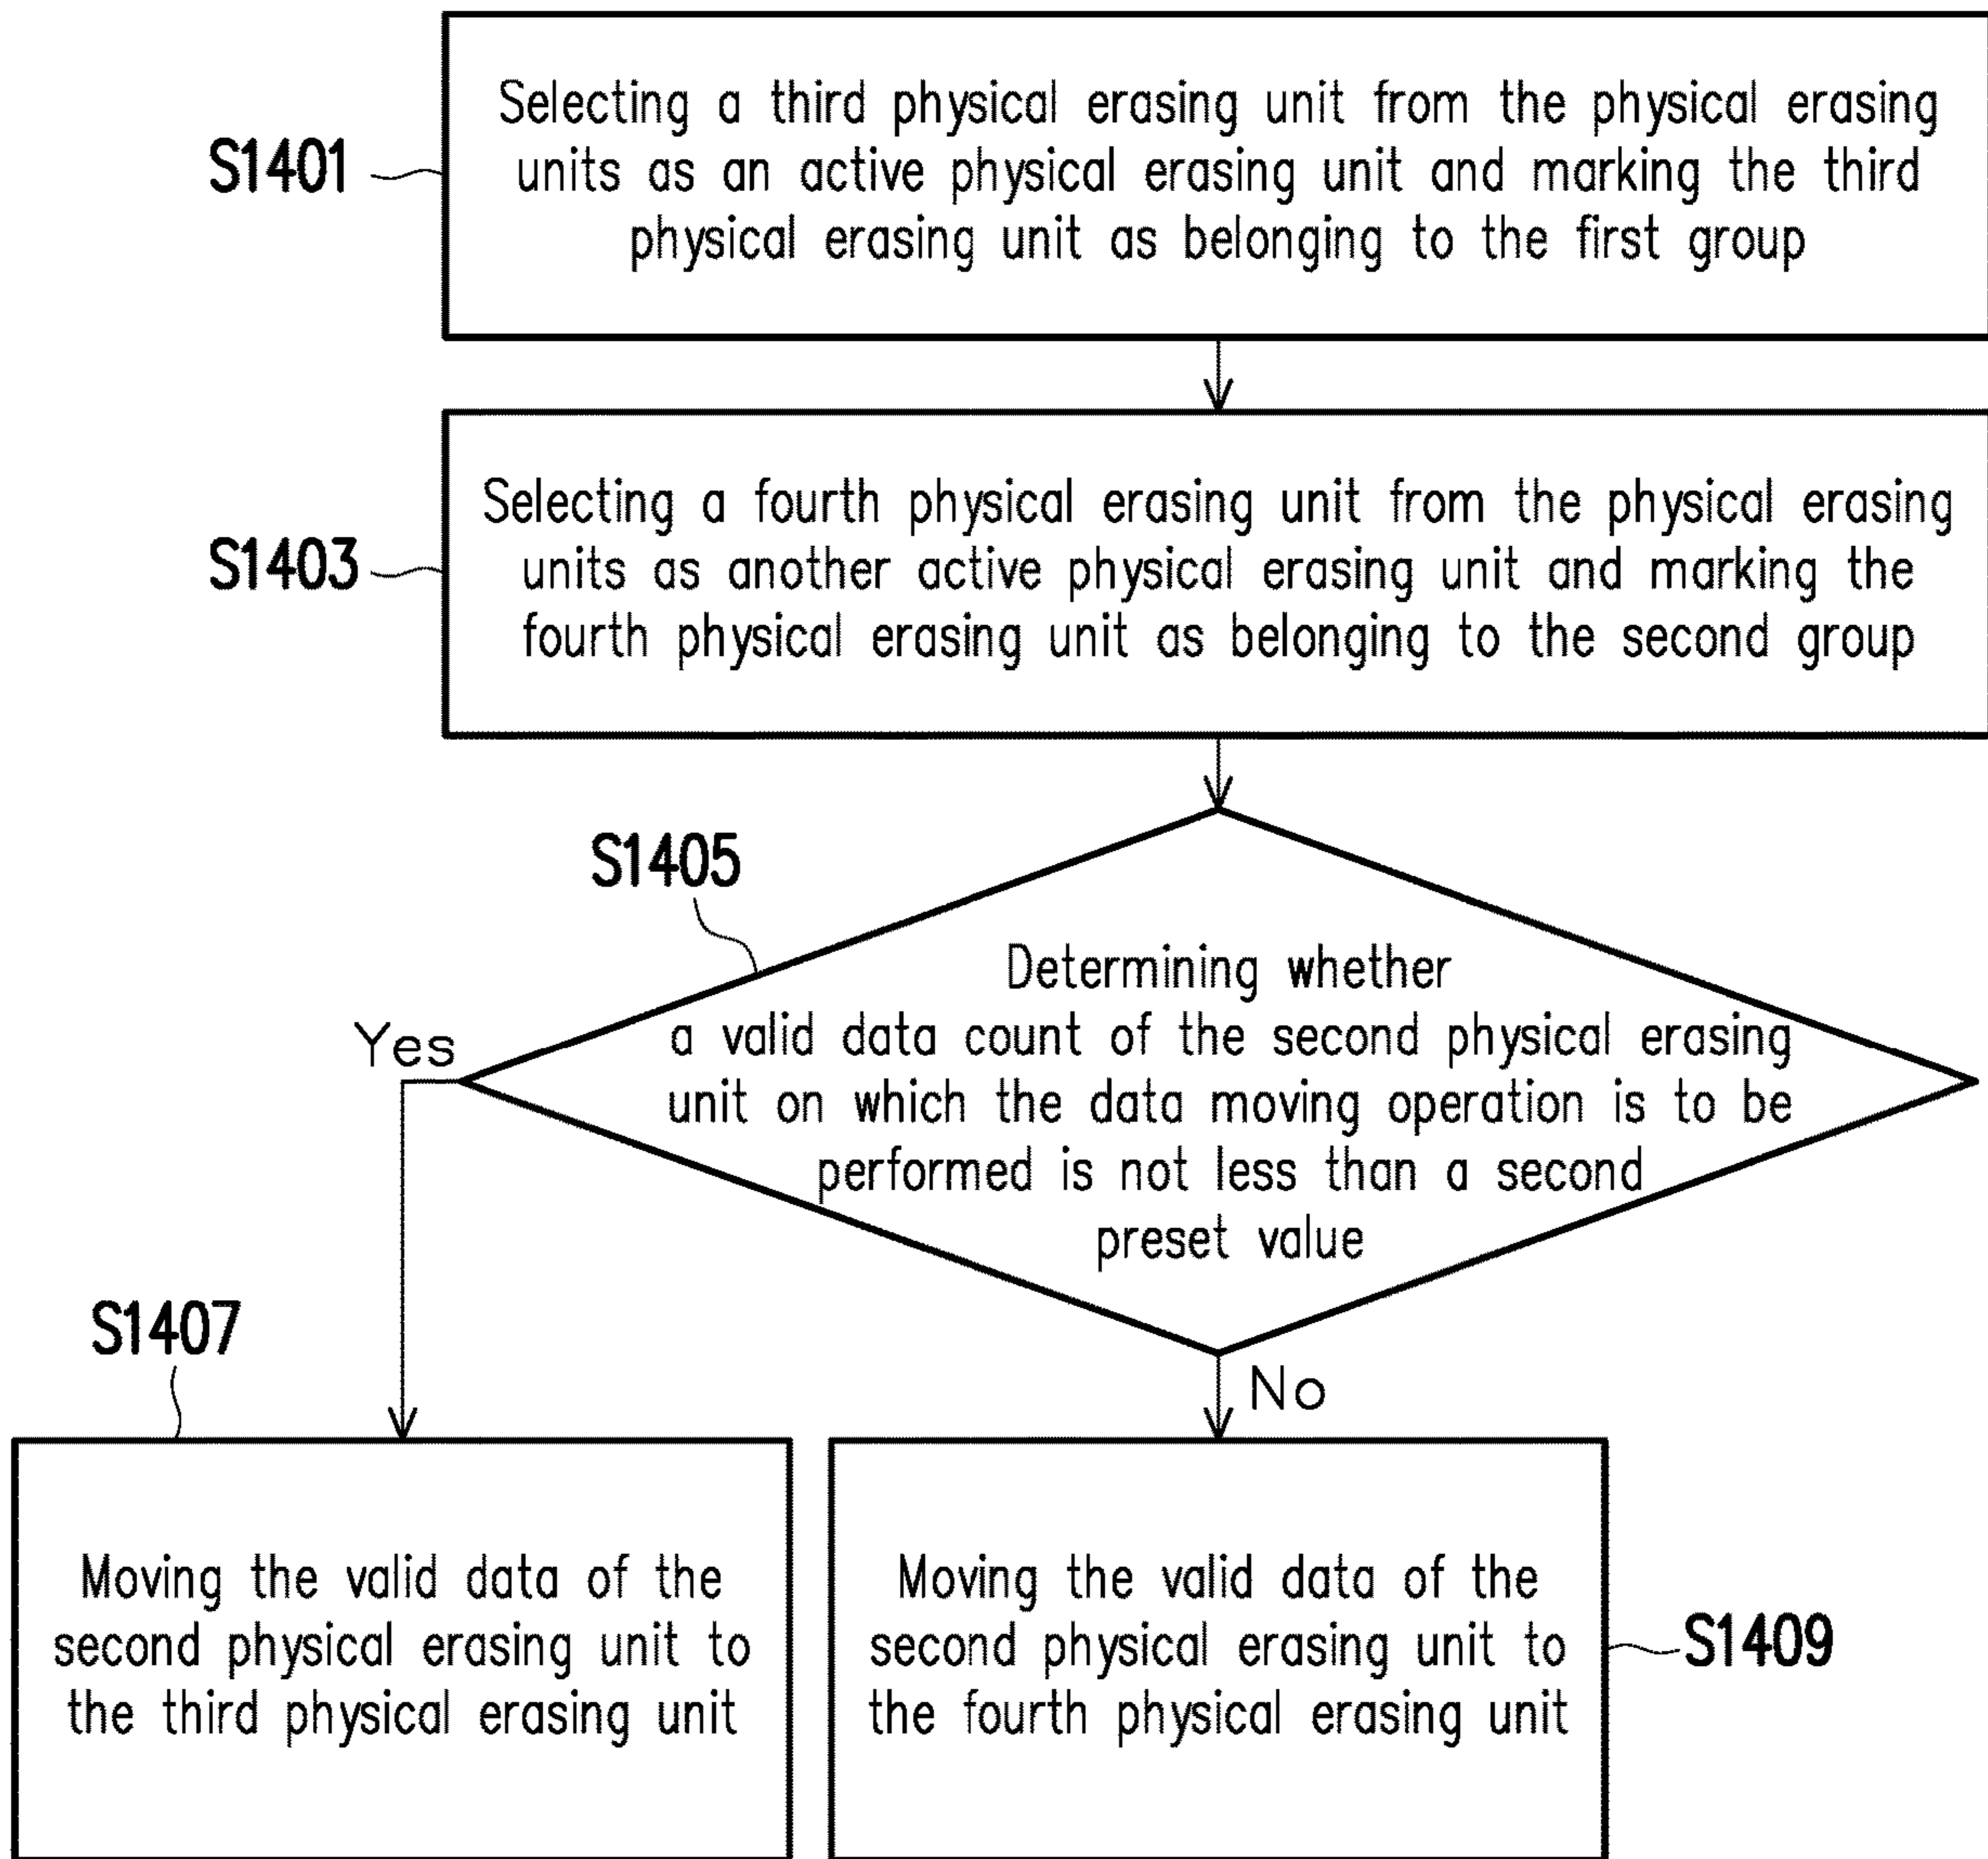 S1401
Selecting a third physical erasing unit from the physical erasing
units as an active physical erasing unit and marking the third
physical erasing unit as belonging to the first group
S1403
Selecting a fourth physical erasing unit from the physical erasing
units as another active physical erasing unit and marking the
fourth physical erasing unit as belonging to the second group
S1405
Determining whether
a valid data count of the second physical erasing
unit on which the data moving operation is to be
performed is not less than a second
preset value
Yes
No
S1407
Moving the valid data of the
second physical erasing unit to
the third physical erasing unit
Moving the valid data of the
second physical erasing unit to
the fourth physical erasing unit
S1409